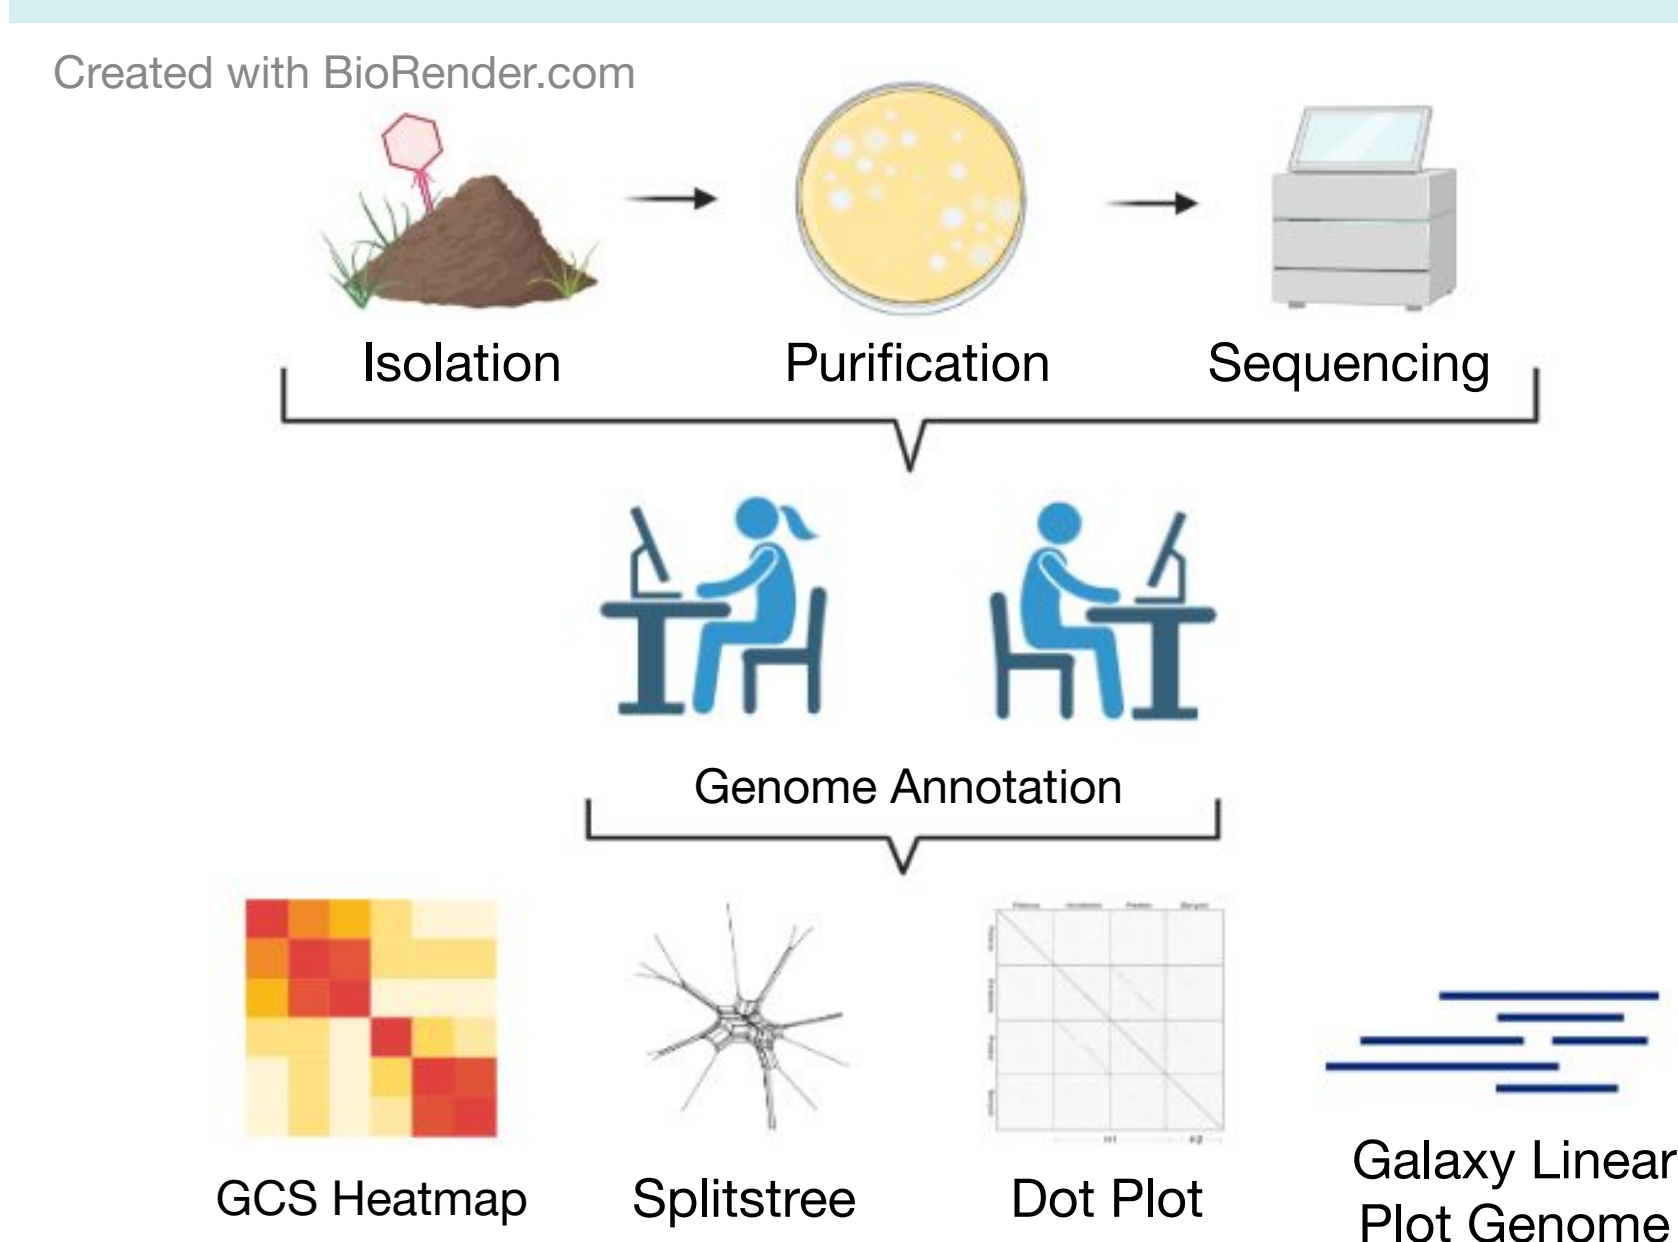 Created with BioRender.com
Isolation
Purification
Sequencing
Genome Annotation
GCS Heatmap
Splitstree
Dot Plot
Galaxy Linear
Plot Genome